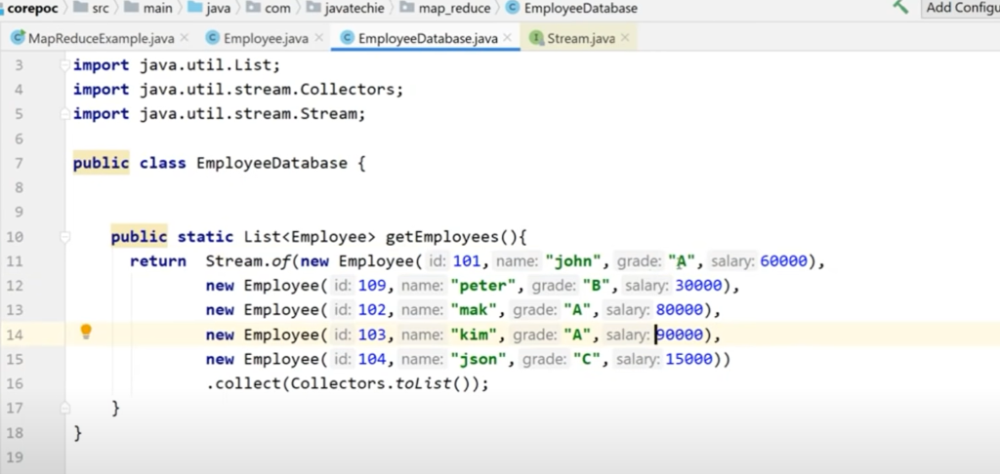 corepoc src main java com javatechie map_reduce EmployeeDatabase Add Configu
MapReduceExample.java Employee.java EmployeeDatabase.java Stream.java
3 import java.util.List;
4 import java.util.stream.Collectors;
5 import java.util.stream.Stream;
6
7 public class EmployeeDatabase {
8
9
10 public static List<Employee> getEmployees(){
11 return Stream.of(new Employee( id: 101, name: "john", grade: "A", salary: 60000),
12 new Employee( id: 109, name: "peter", grade: "B", salary: 30000),
13 new Employee( id: 102, name: "mak", grade: "A", salary: 80000),
14 new Employee( id: 103, name: "kim", grade: "A", salary: 90000),
15 new Employee( id: 104, name: "json", grade: "C", salary: 15000))
16 .collect(Collectors.toList());
17 }
18 }
19